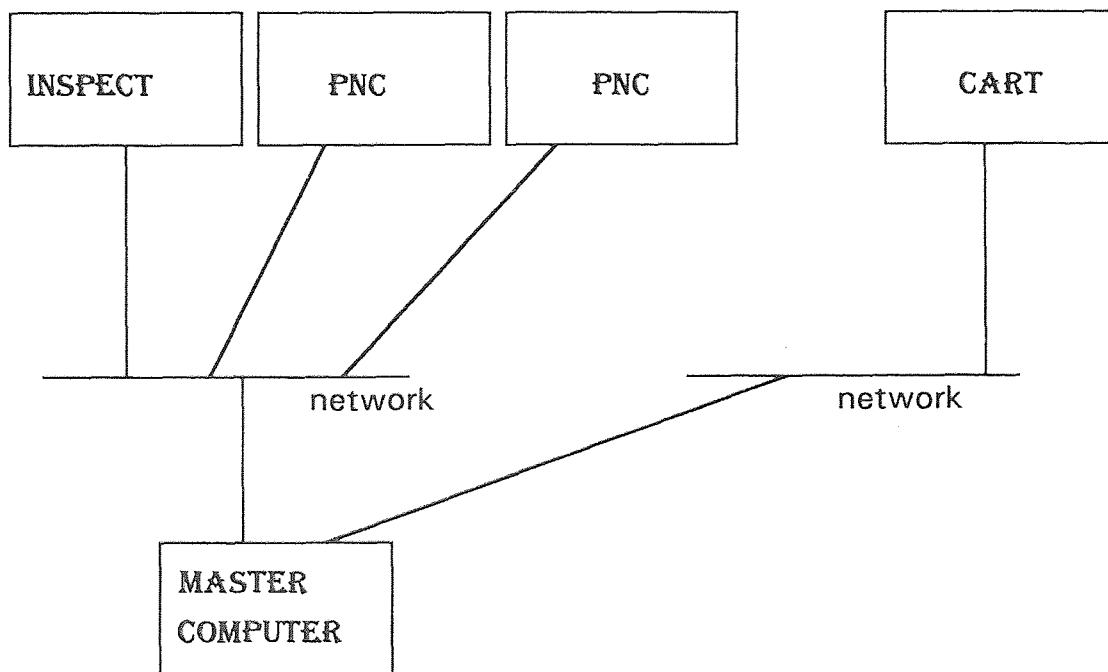 INSPECT
PNC
PNC
CART
network
network
MASTER
COMPUTER